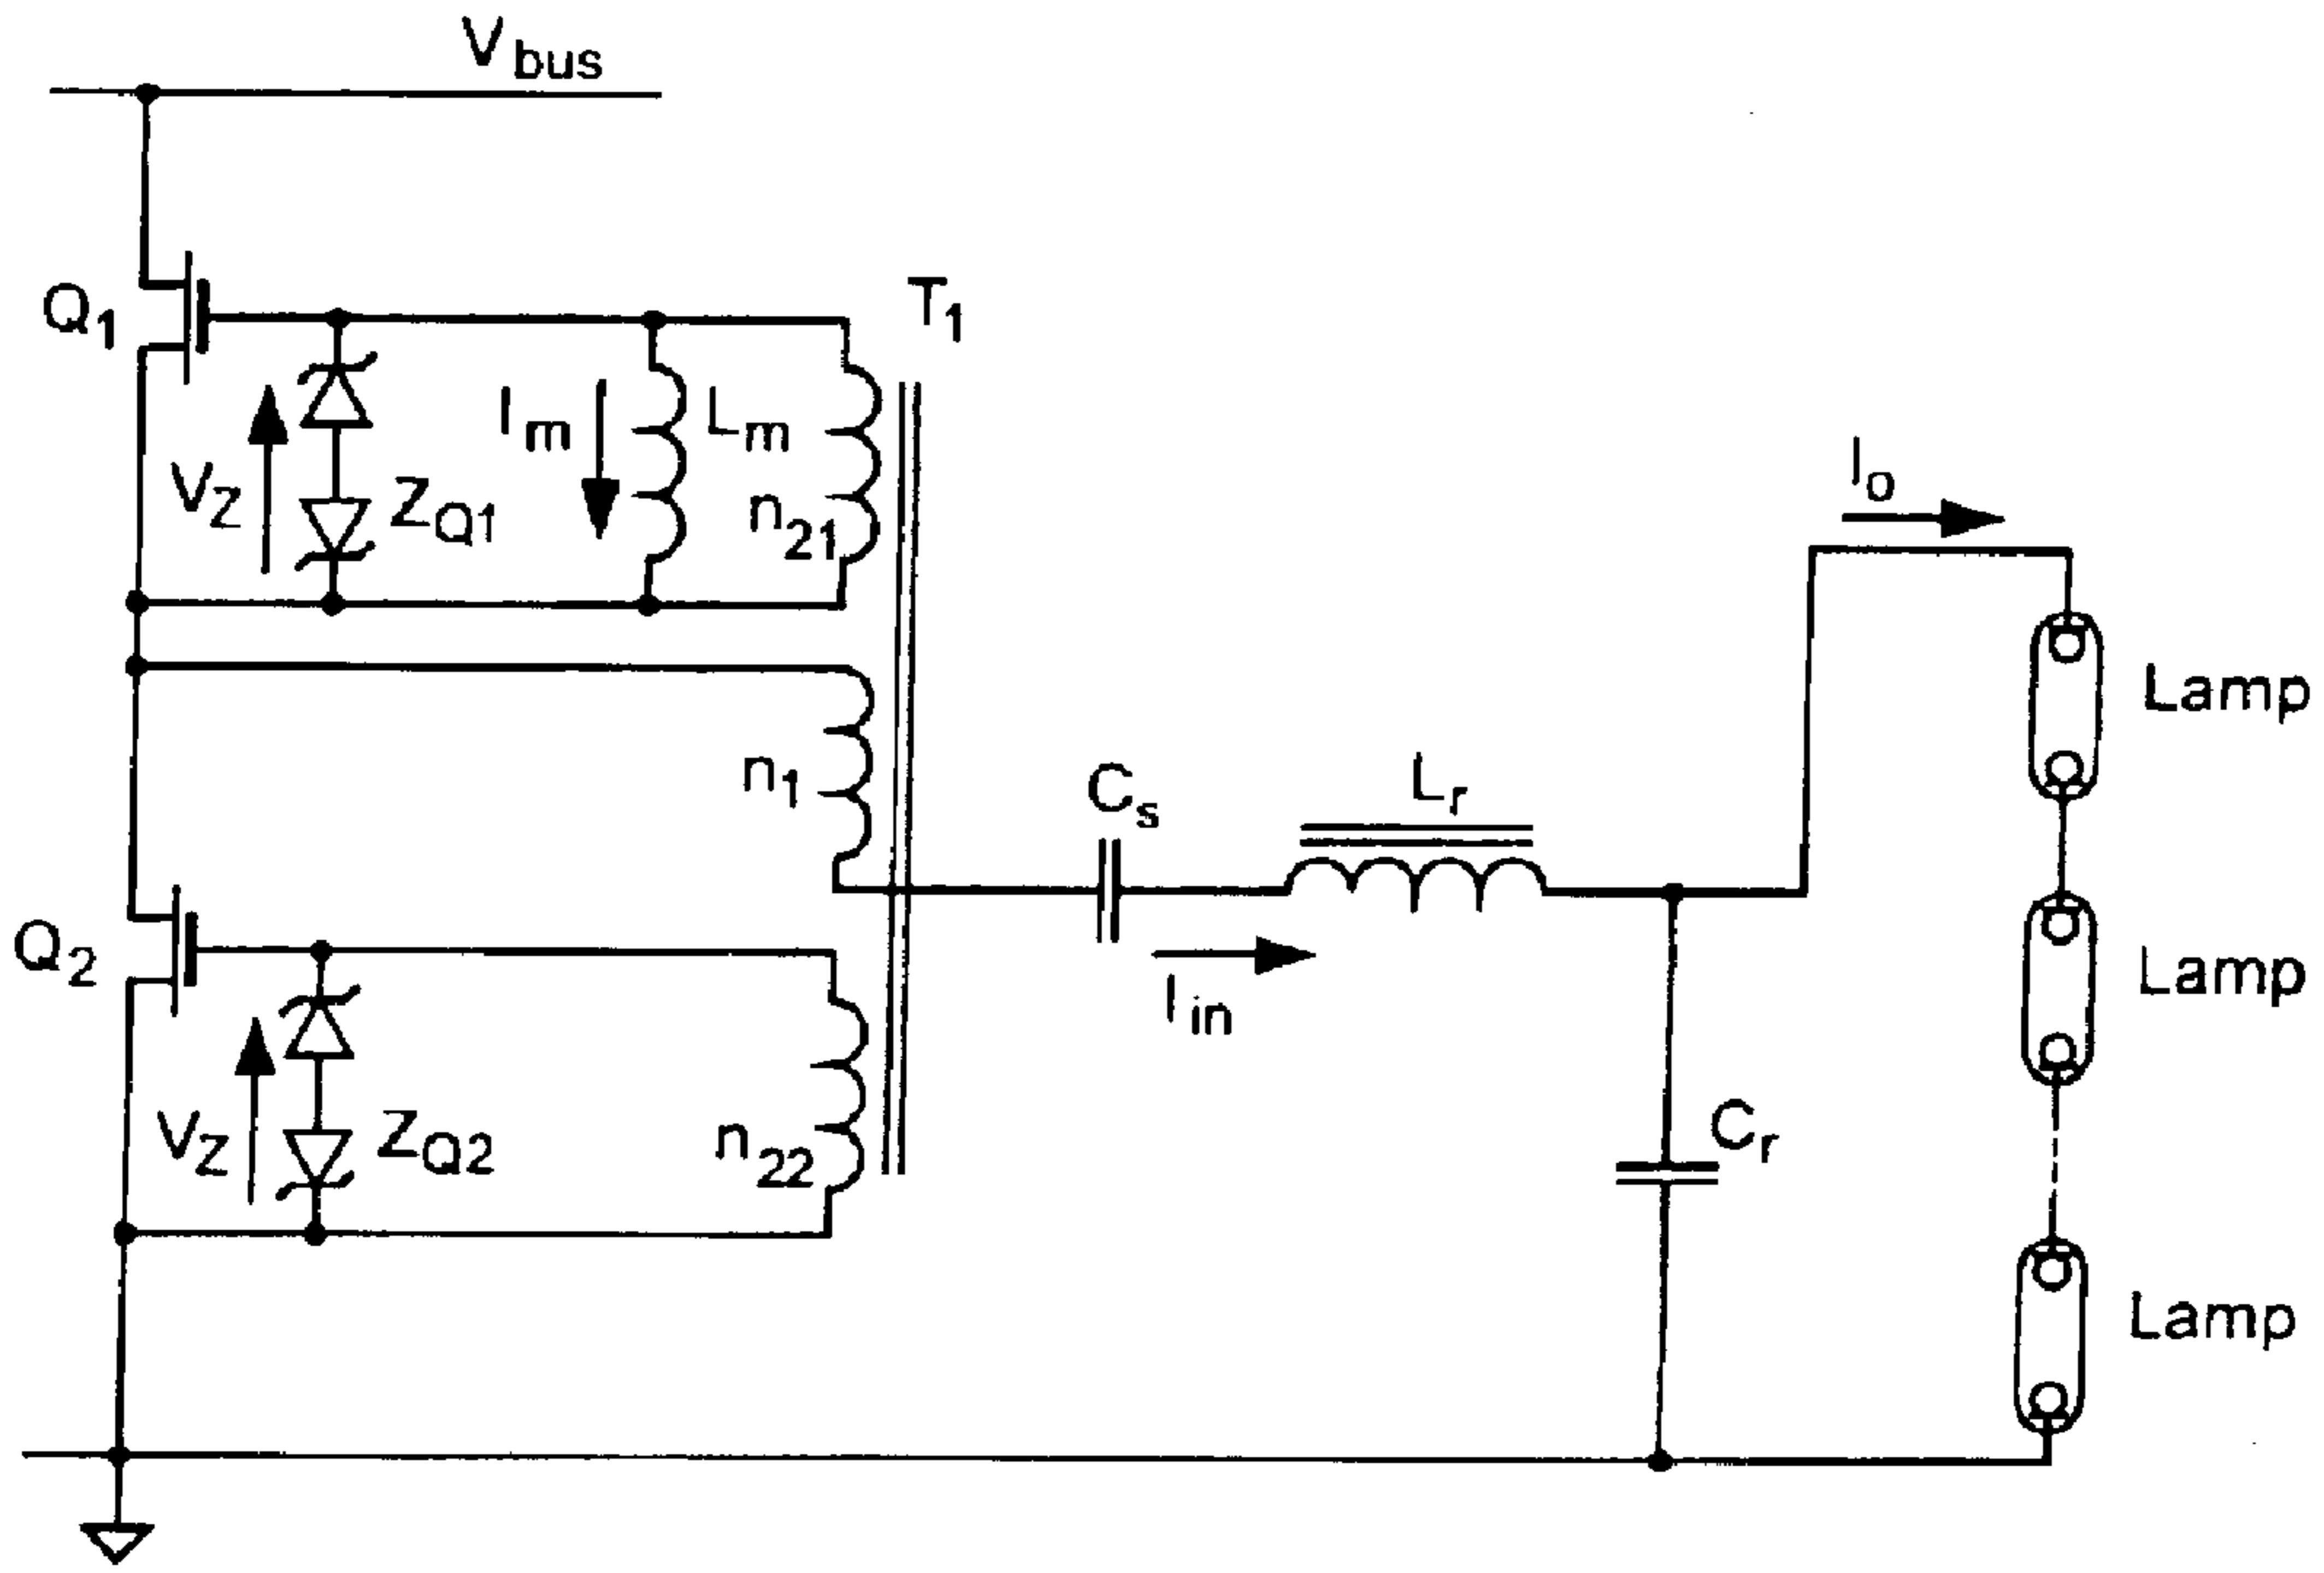 Vbus
Q1
T1
VZ
ZQ1
Im
Lm
n21
Io
Lamp
n1
Cs
Lr
Q2
Lamp
Iin
VZ
ZQ2
n22
Cr
Lamp